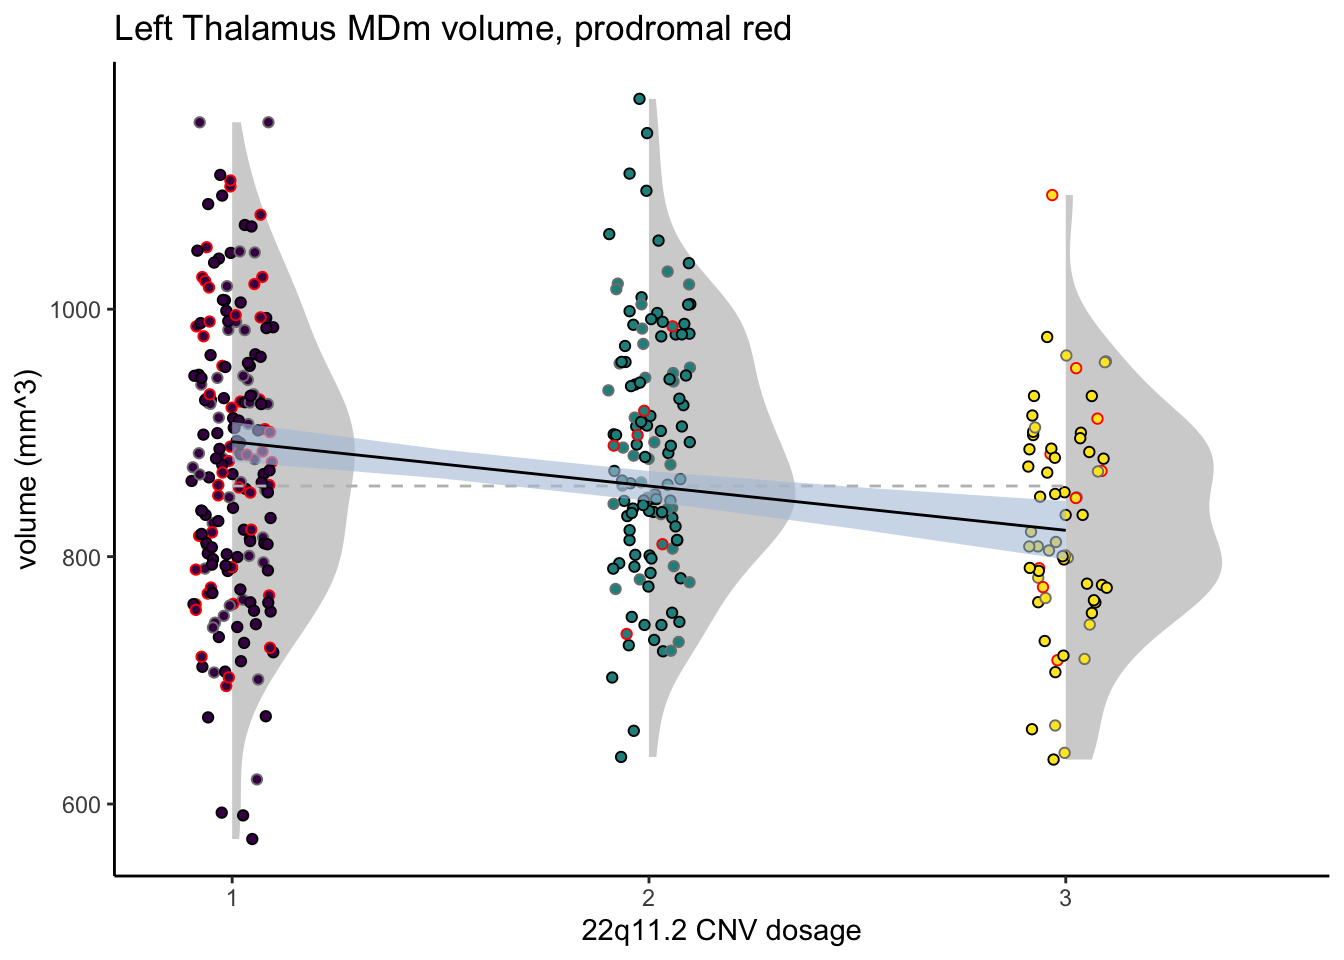 Left Thalamus MDm volume, prodromal red
volume (mm^3)
1000
800
600
1 2 3
22q11.2 CNV dosage